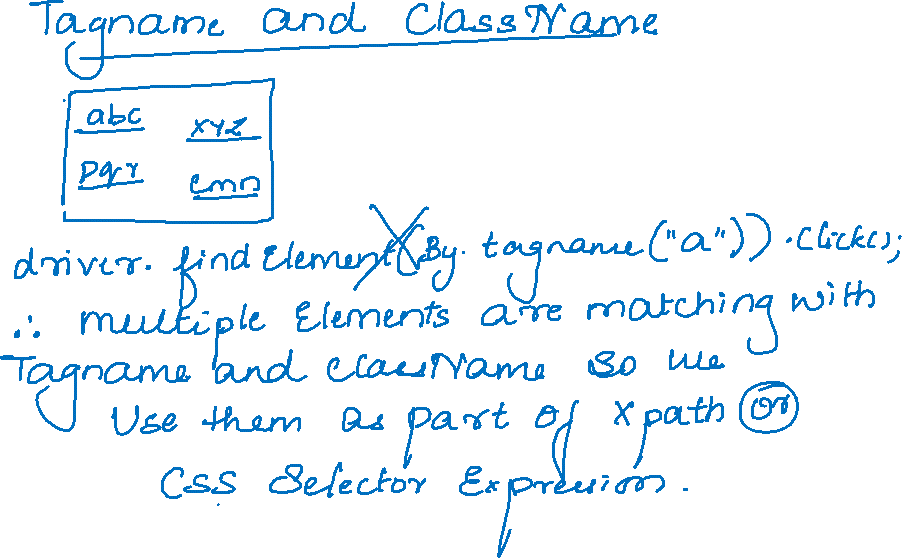 Tagname and ClassName
abc xyz
pqr cmn
driver. findElement(By. tagname("a")).click();
∴ multiple Elements are matching with
Tagname and className so we
Use them as part of xpath or
CSS Selector Expression.